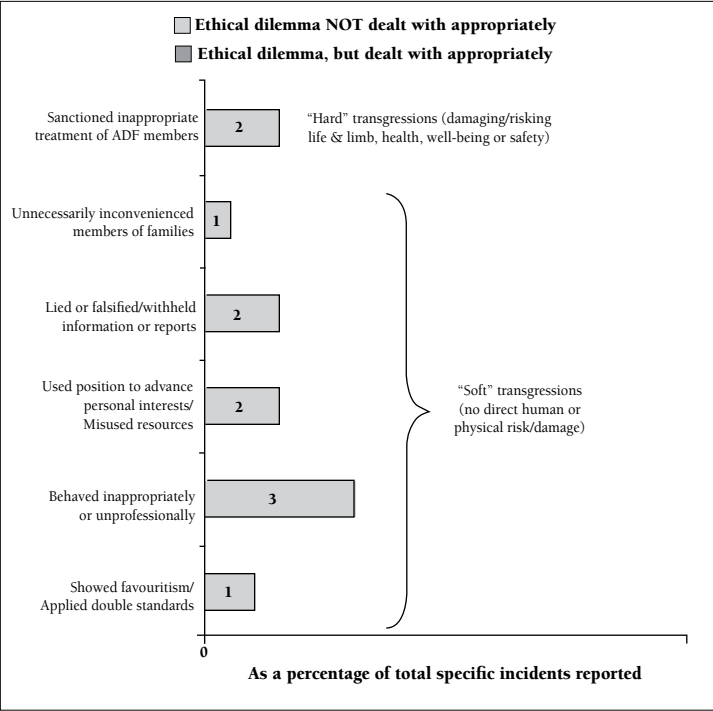 Ethical dilemma NOT dealt with appropriately
Ethical dilemma, but dealt with appropriately
Sanctioned inappropriate
treatment of ADF members
2
“Hard” transgressions (damaging/risking
life & limb, health, well-being or safety)
Unnecessarily inconvenienced
members of families
1
Lied or falsified/withheld
information or reports
2
Used position to advance
personal interests/
Misused resources
2
“Soft” transgressions
(no direct human or
physical risk/damage)
Behaved inappropriately
or unprofessionally
3
Showed favouritism/
Applied double standards
1
0
As a percentage of total specific incidents reported